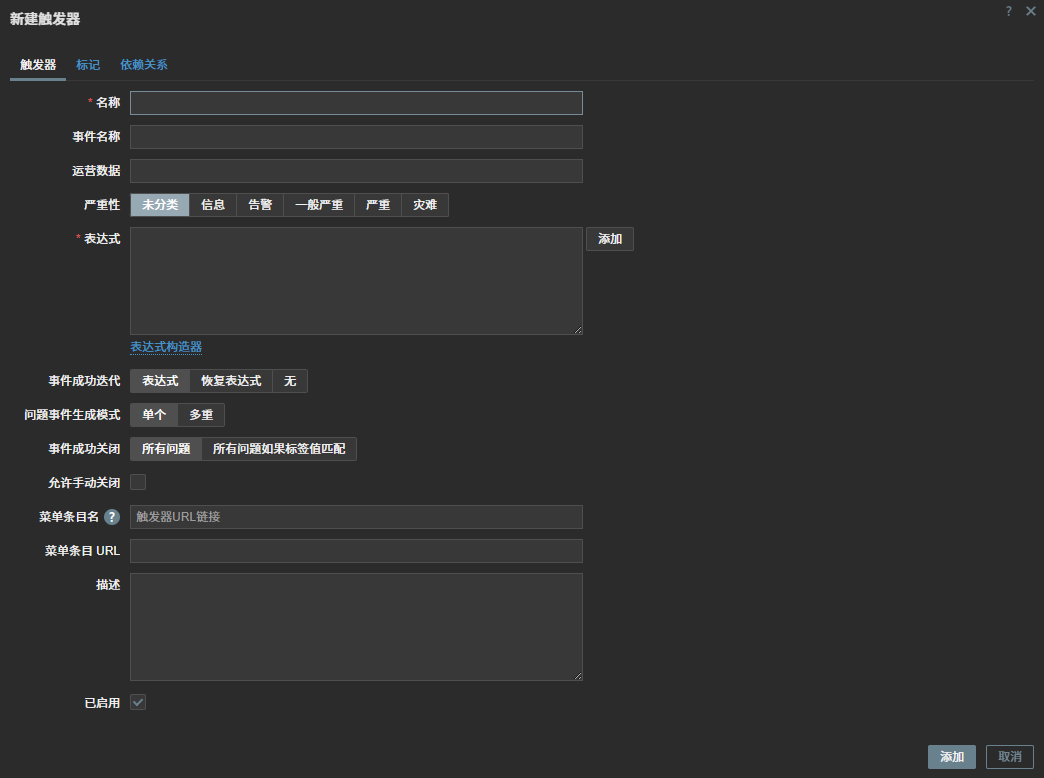 新建触发器
触发器 标记 依赖关系
* 名称
事件名称
运营数据
严重性 未分类 信息 告警 一般严重 严重 灾难
* 表达式 添加
表达式构造器
事件成功迭代 表达式 恢复表达式 无
问题事件生成模式 单个 多重
事件成功关闭 所有问题 所有问题如果标签值匹配
允许手动关闭
菜单条目名 ? 触发器URL链接
菜单条目 URL
描述
已启用
添加 取消